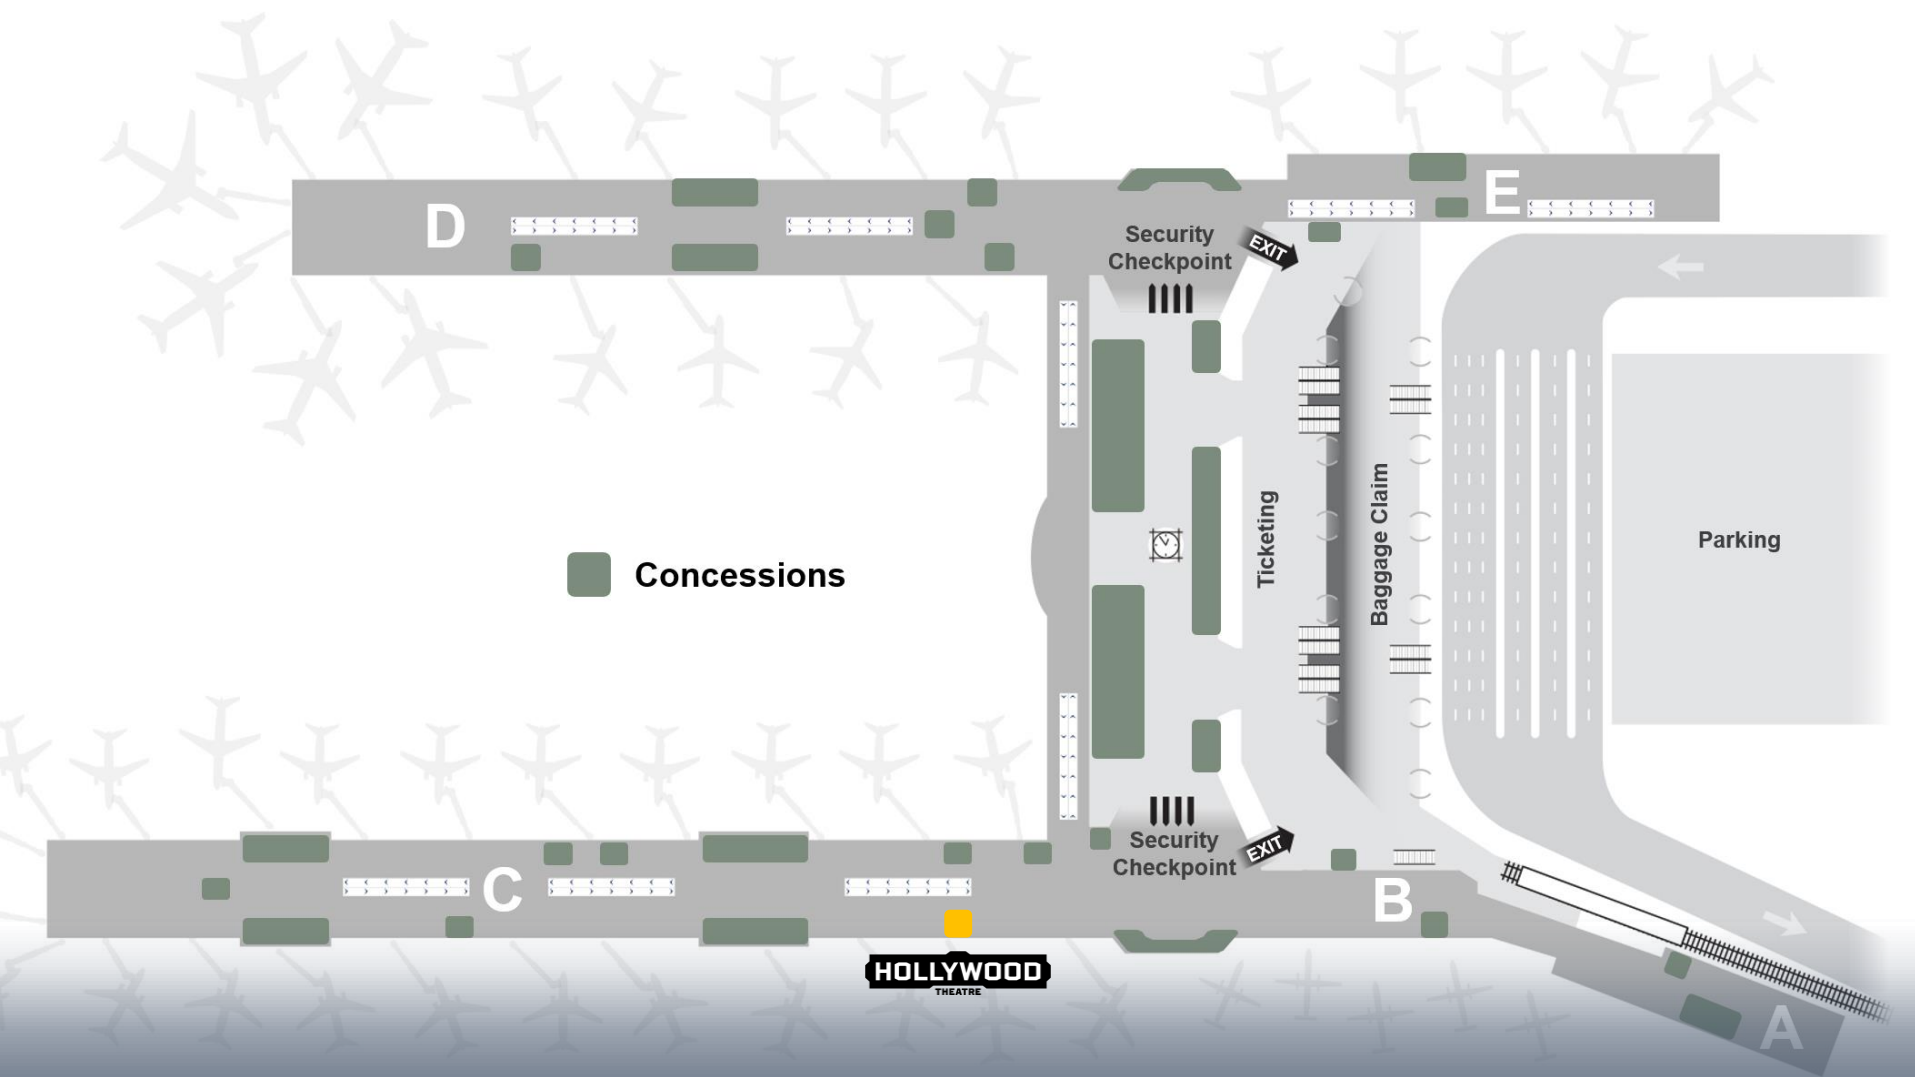 E
D
Security
Checkpoint
EXIT
Ticketing
Baggage Claim
Parking
Concessions
Security
Checkpoint
EXIT
C
B
HOLLYWOOD
THEATRE
A